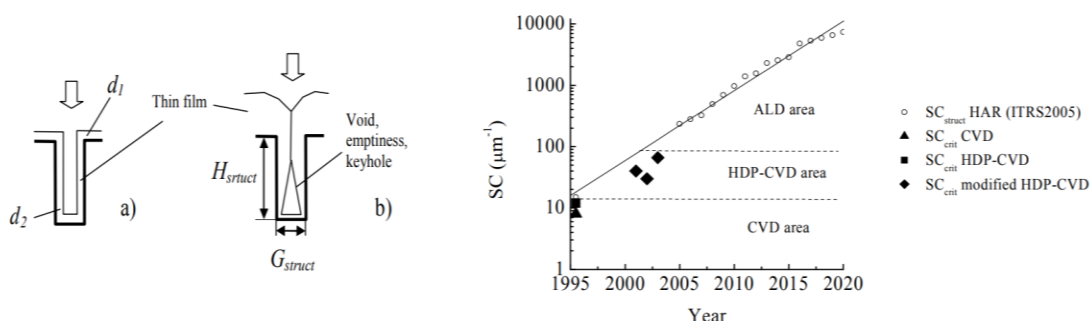 d1
Thin film
Void,
emptiness,
keyhole
Hsrtuct
d2
a)
b)
Gstruct
SC (μm⁻¹)
10000
1000
100
10
1
ALD area
HDP-CVD area
CVD area
1995 2000 2005 2010 2015 2020
Year
SCstruct HAR (ITRS2005)
SCcrit CVD
SCcrit HDP-CVD
SCcrit modified HDP-CVD